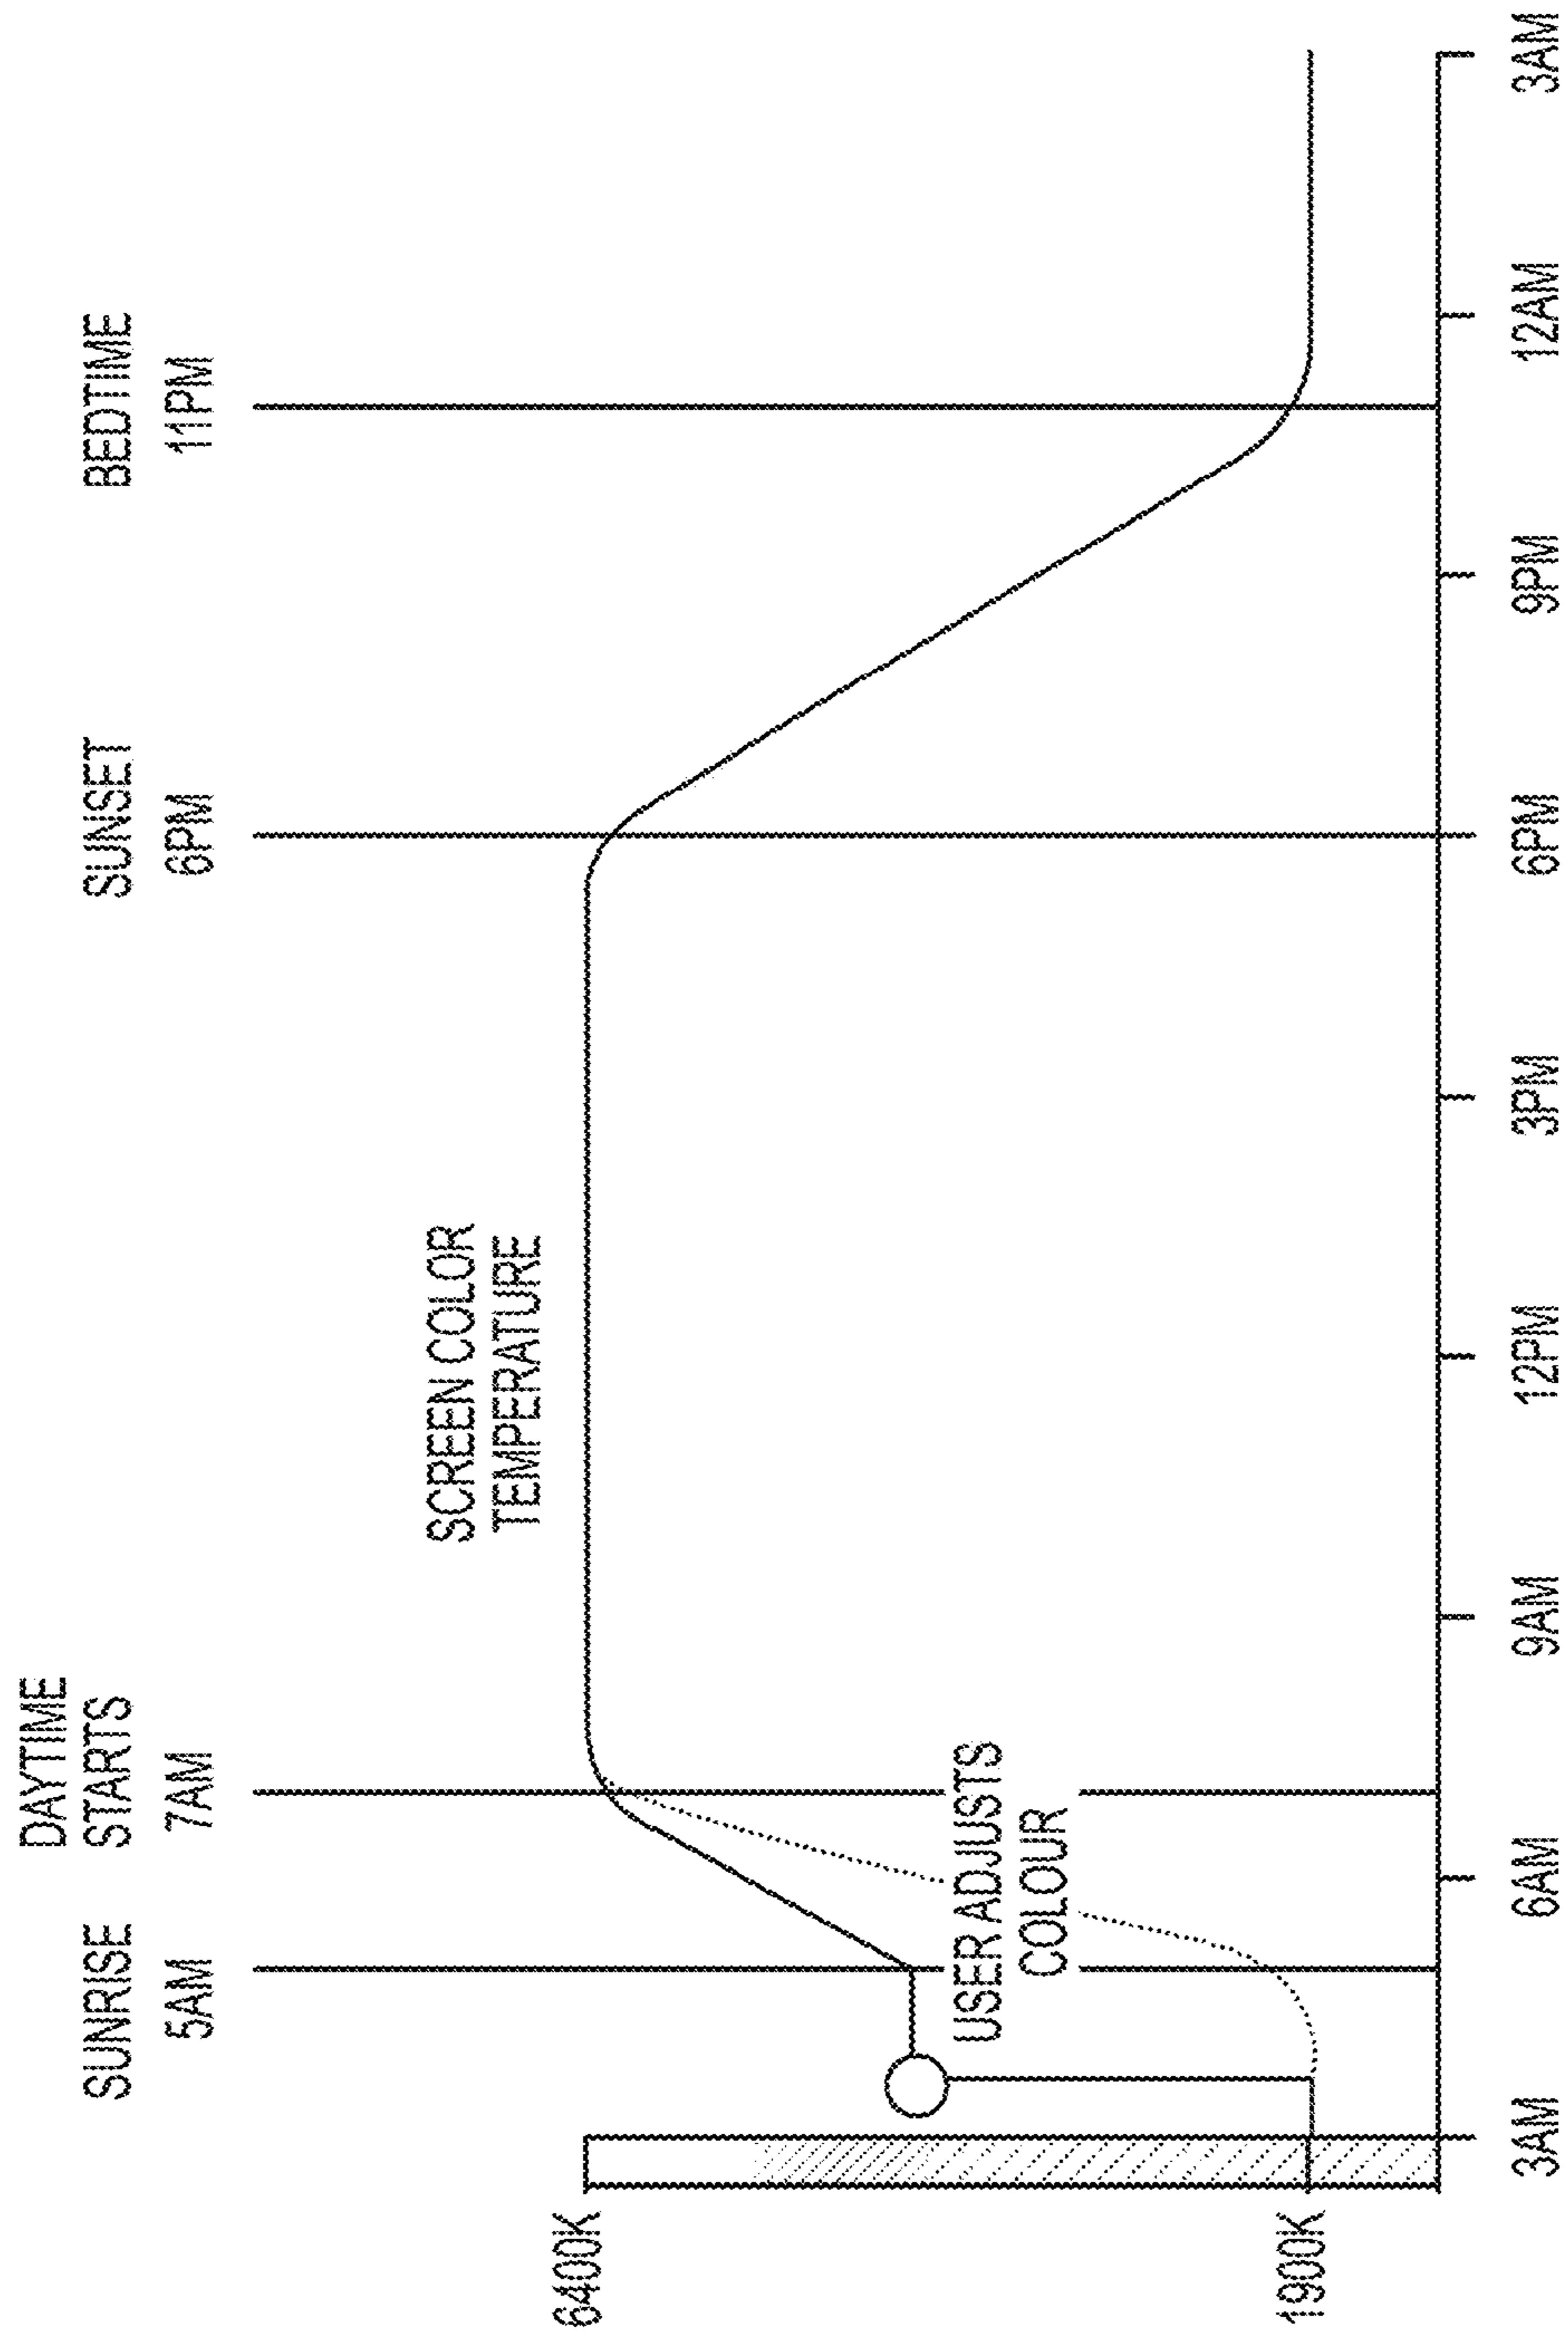 DAYTIME
SUNRISE
STARTS
SUNSET
BEDTIME
5AM
7AM
6PM
11PM
SCREEN COLOR
TEMPERATURE
6400K
USER ADJUSTS
COLOUR
1900K
3AM
6AM
9AM
12PM
3PM
6PM
9PM
12AM
3AM